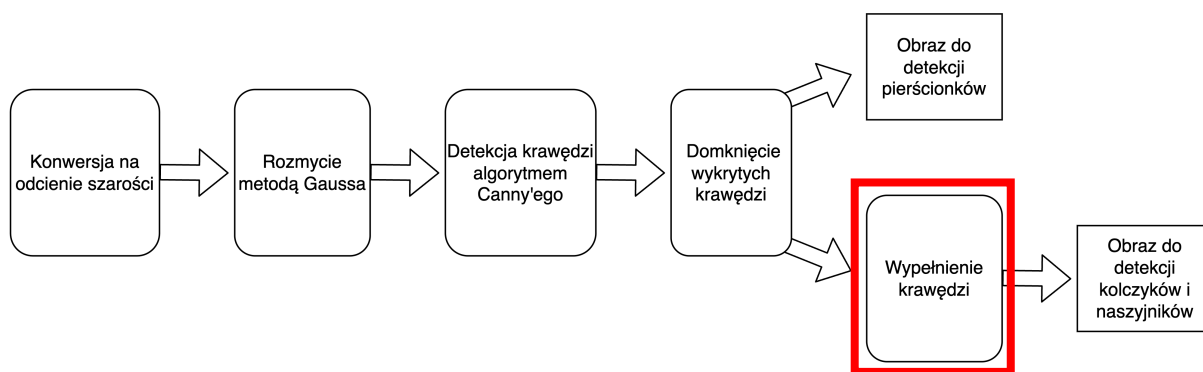 Konwersja na
odcienie szarości
Rozmycie
metodą Gaussa
Detekcja krawędzi
algorytmem
Canny'ego
Domknięcie
wykrytych
krawędzi
Obraz do
detekcji
pierścionków
Wypełnienie
krawędzi
Obraz do
detekcji
kolczyków i
naszyjników